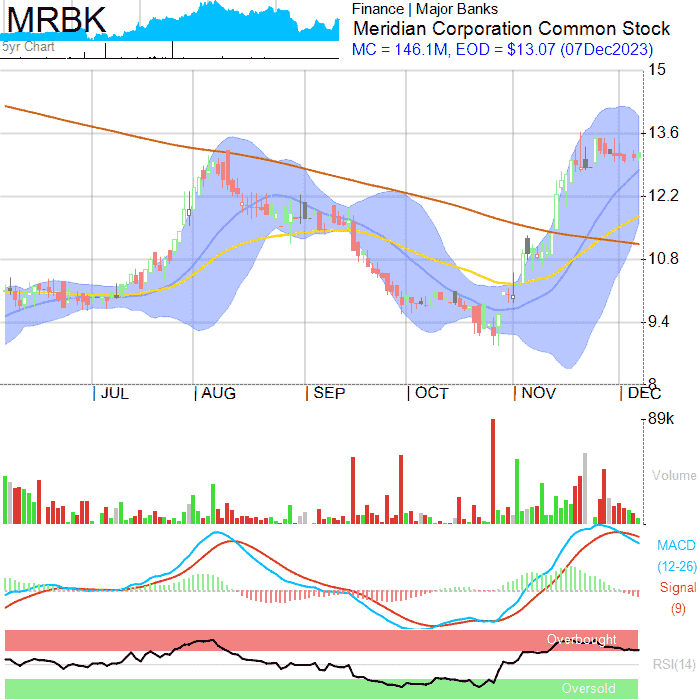 MRBK
5yr Chart
Finance | Major Banks
Meridian Corporation Common Stock
MC = 146.1M, EOD = $13.07 (07Dec2023)
15
13.6
12.2
10.8
9.4
8
JUL AUG SEP OCT NOV DEC
89k
Volume
MACD
(12-26)
Signal
(9)
Overbought
RSI(14)
Oversold